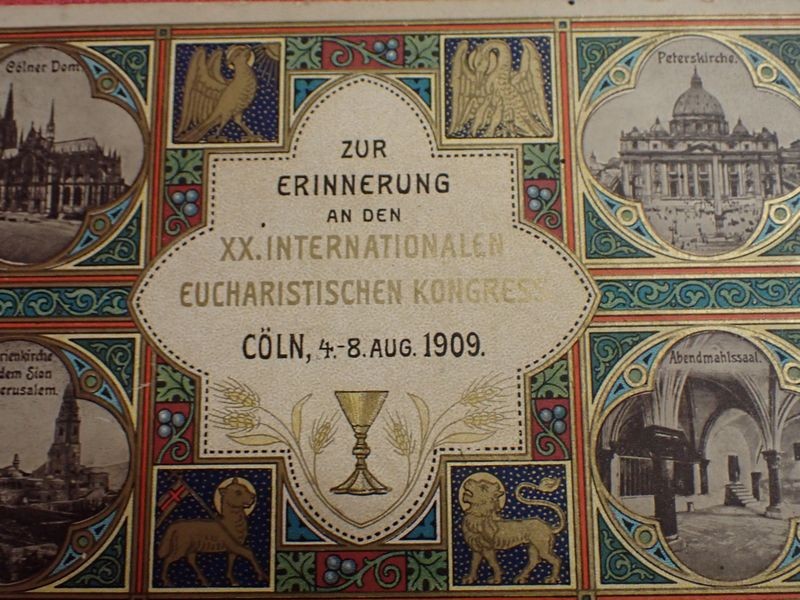 Cölner Dom.
Peterskirche.
ZUR
ERINNERUNG
AN DEN
XX. INTERNATIONALEN
EUCHARISTISCHEN KONGRESS
CÖLN, 4.-8. AUG. 1909.
rienkirche
dem Sion
erusalem.
Abendmahlssaal.